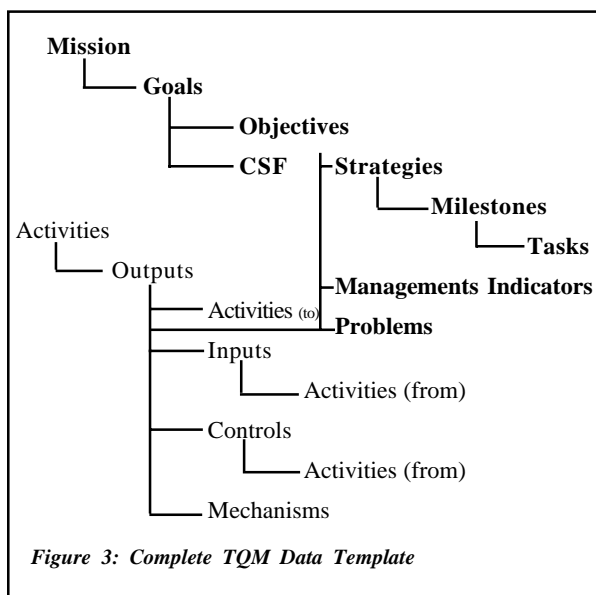 Mission
Goals
Objectives
CSF
Strategies
Milestones
Tasks
Activities
Outputs
Managements Indicators
Activities (to)
Problems
Inputs
Activities (from)
Controls
Activities (from)
Mechanisms
Figure 3: Complete TQM Data Template